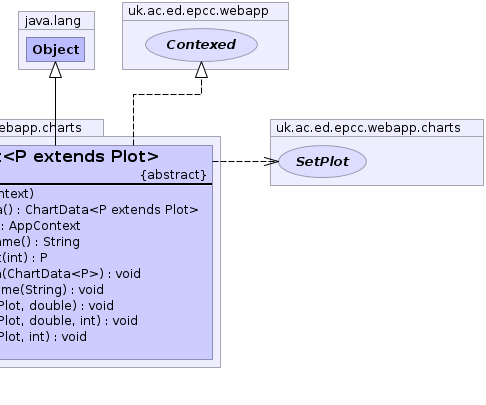 java.lang
Object
uk.ac.ed.epcc.webapp
Contexed
ebapp.charts
uk.ac.ed.epcc.webapp.charts
SetPlot
t<P extends Plot>
{abstract}
ntext)
a() : ChartData<P extends Plot>
: AppContext
ame() : String
t(int) : P
a(ChartData<P>) : void
me(String) : void
Plot, double) : void
Plot, double, int) : void
Plot, int) : void